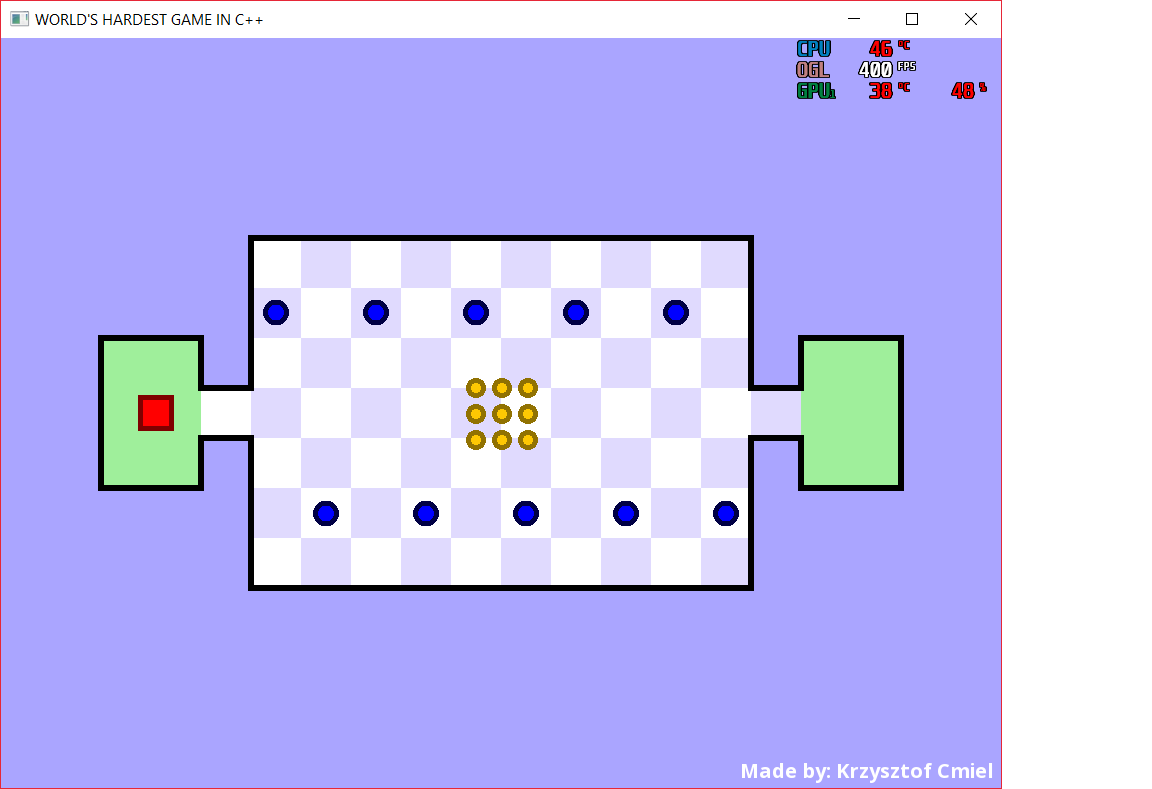 WORLD'S HARDEST GAME IN C++
CPU 46 °C
OGL 400 FPS
GPU1 38 °C 48 %
Made by: Krzysztof Cmiel